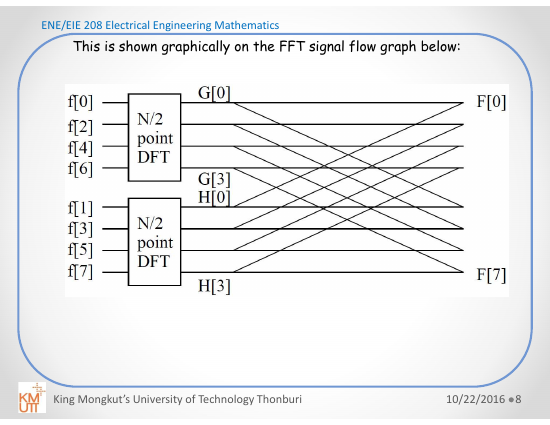 ENE/EIE 208 Electrical Engineering Mathematics
This is shown graphically on the FFT signal flow graph below:
G[0]
f[0]
F[0]
N/2
f[2]
point
f[4]
DFT
f[6]
G[3]
H[0]
f[1]
N/2
f[3]
point
f[5]
DFT
f[7]
F[7]
H[3]
KM
UTT
King Mongkut's University of Technology Thonburi
10/22/2016 ●8